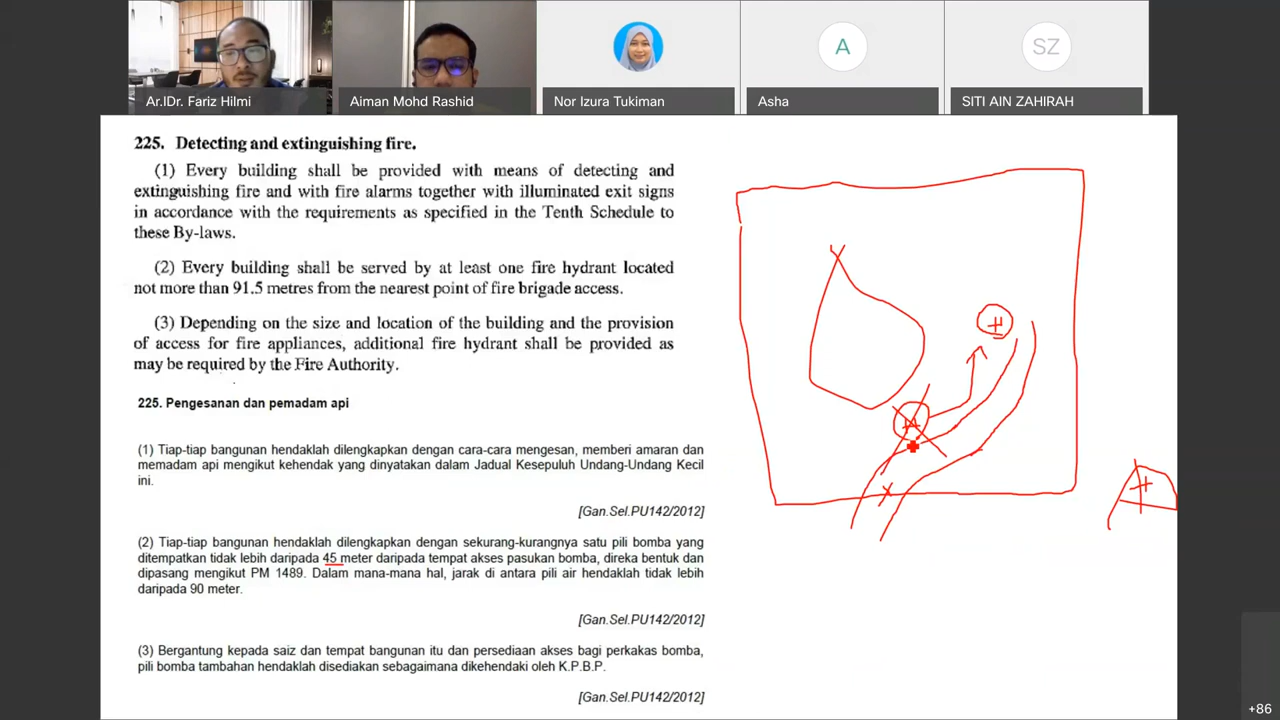 A
SZ
Ar.IDr. Fariz Hilmi
Aiman Mohd Rashid
Nor Izura Tukiman
Asha
SITI AIN ZAHIRAH
225. Detecting and extinguishing fire.
(1) Every building shall be provided with means of detecting and
extinguishing fire and with fire alarms together with illuminated exit signs
in accordance with the requirements as specified in the Tenth Schedule to
these By-laws.
(2) Every building shall be served by at least one fire hydrant located
not more than 91.5 metres from the nearest point of fire brigade access.
(3) Depending on the size and location of the building and the provision
of access for fire appliances, additional fire hydrant shall be provided as
may be required by the Fire Authority.
225. Pengesanan dan pemadam api
(1) Tiap-tiap bangunan hendaklah dilengkapkan dengan cara-cara mengesan, memberi amaran dan
memadam api mengikut kehendak yang dinyatakan dalam Jadual Kesepuluh Undang-Undang Kecil
ini.
[Gan.Sel.PU142/2012]
(2) Tiap-tiap bangunan hendaklah dilengkapkan dengan sekurang-kurangnya satu pili bomba yang
ditempatkan tidak lebih daripada 45 meter daripada tempat akses pasukan bomba, direka bentuk dan
dipasang mengikut PM 1489. Dalam mana-mana hal, jarak di antara pili air hendaklah tidak lebih
daripada 90 meter.
[Gan.Sel.PU142/2012]
(3) Bergantung kepada saiz dan tempat bangunan itu dan persediaan akses bagi perkakas bomba,
pili bomba tambahan hendaklah disediakan sebagaimana dikehendaki oleh K.P.B.P.
[Gan.Sel.PU142/2012]
+86